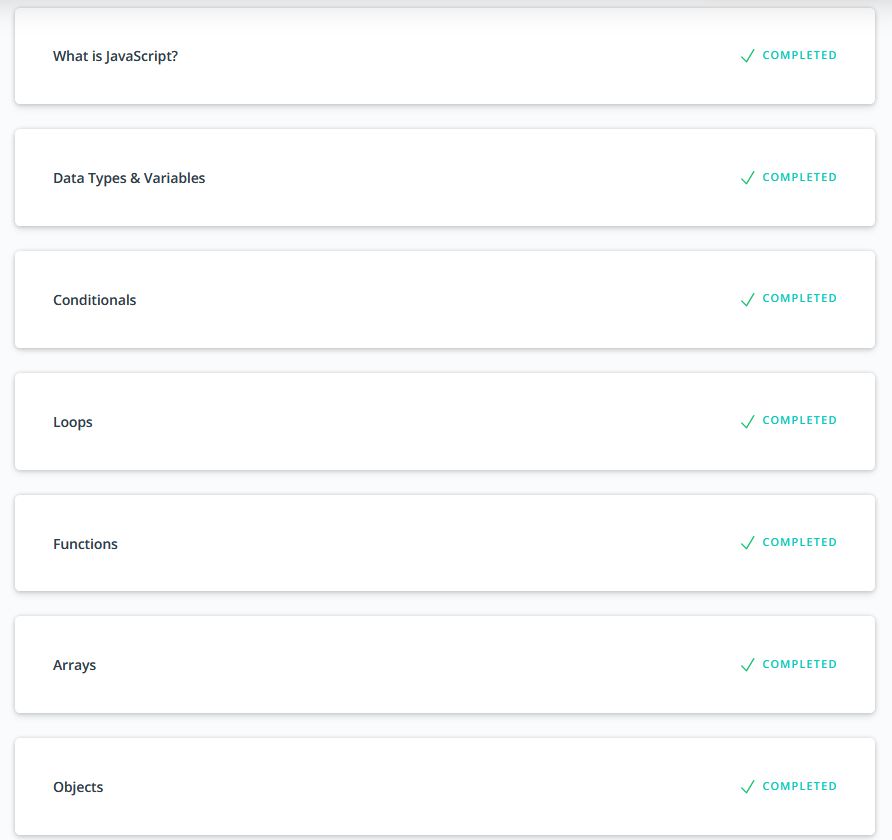 What is JavaScript? COMPLETED
Data Types & Variables COMPLETED
Conditionals COMPLETED
Loops COMPLETED
Functions COMPLETED
Arrays COMPLETED
Objects COMPLETED